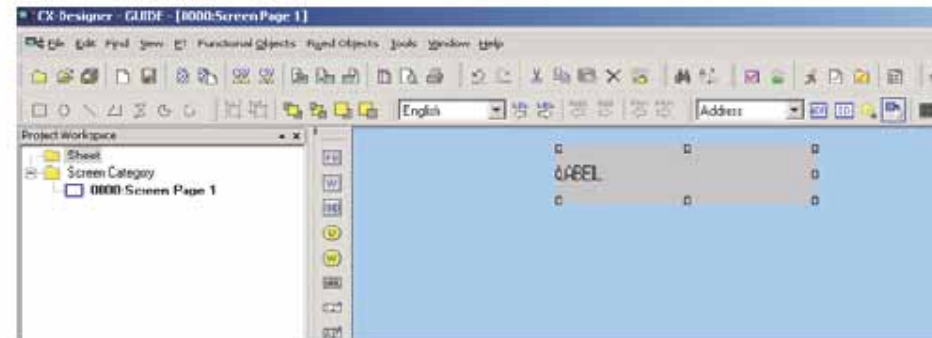 CX-Designer - GUIDE - [0000:Screen Page 1]
File Edit Find View PT Functional Objects Fixed Objects Tools Window Help
English Address
Project Workspace
Sheet
Screen Category
0000:Screen Page 1
LABEL